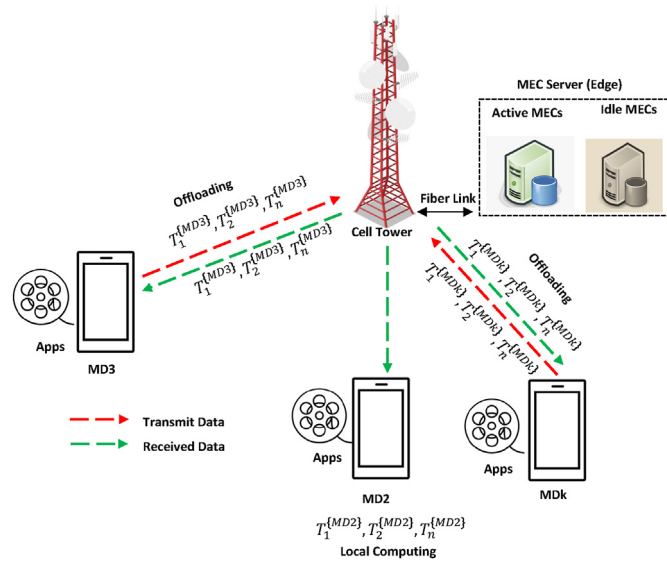 MEC Server (Edge)
Active MECs
Idle MECs
Fiber Link
Cell Tower
Offloading
T_1^{MD3}, T_2^{MD3}, T_n^{MD3}
T_1^{MD3}, T_2^{MD3}, T_n^{MD3}
Apps
MD3
Offloading
T_1^{MDk}, T_2^{MDk}, T_n^{MDk}
T_1^{MDk}, T_2^{MDk}, T_n^{MDk}
Transmit Data
Received Data
Apps
MD2
Apps
MDk
T_1^{MD2}, T_2^{MD2}, T_n^{MD2}
Local Computing